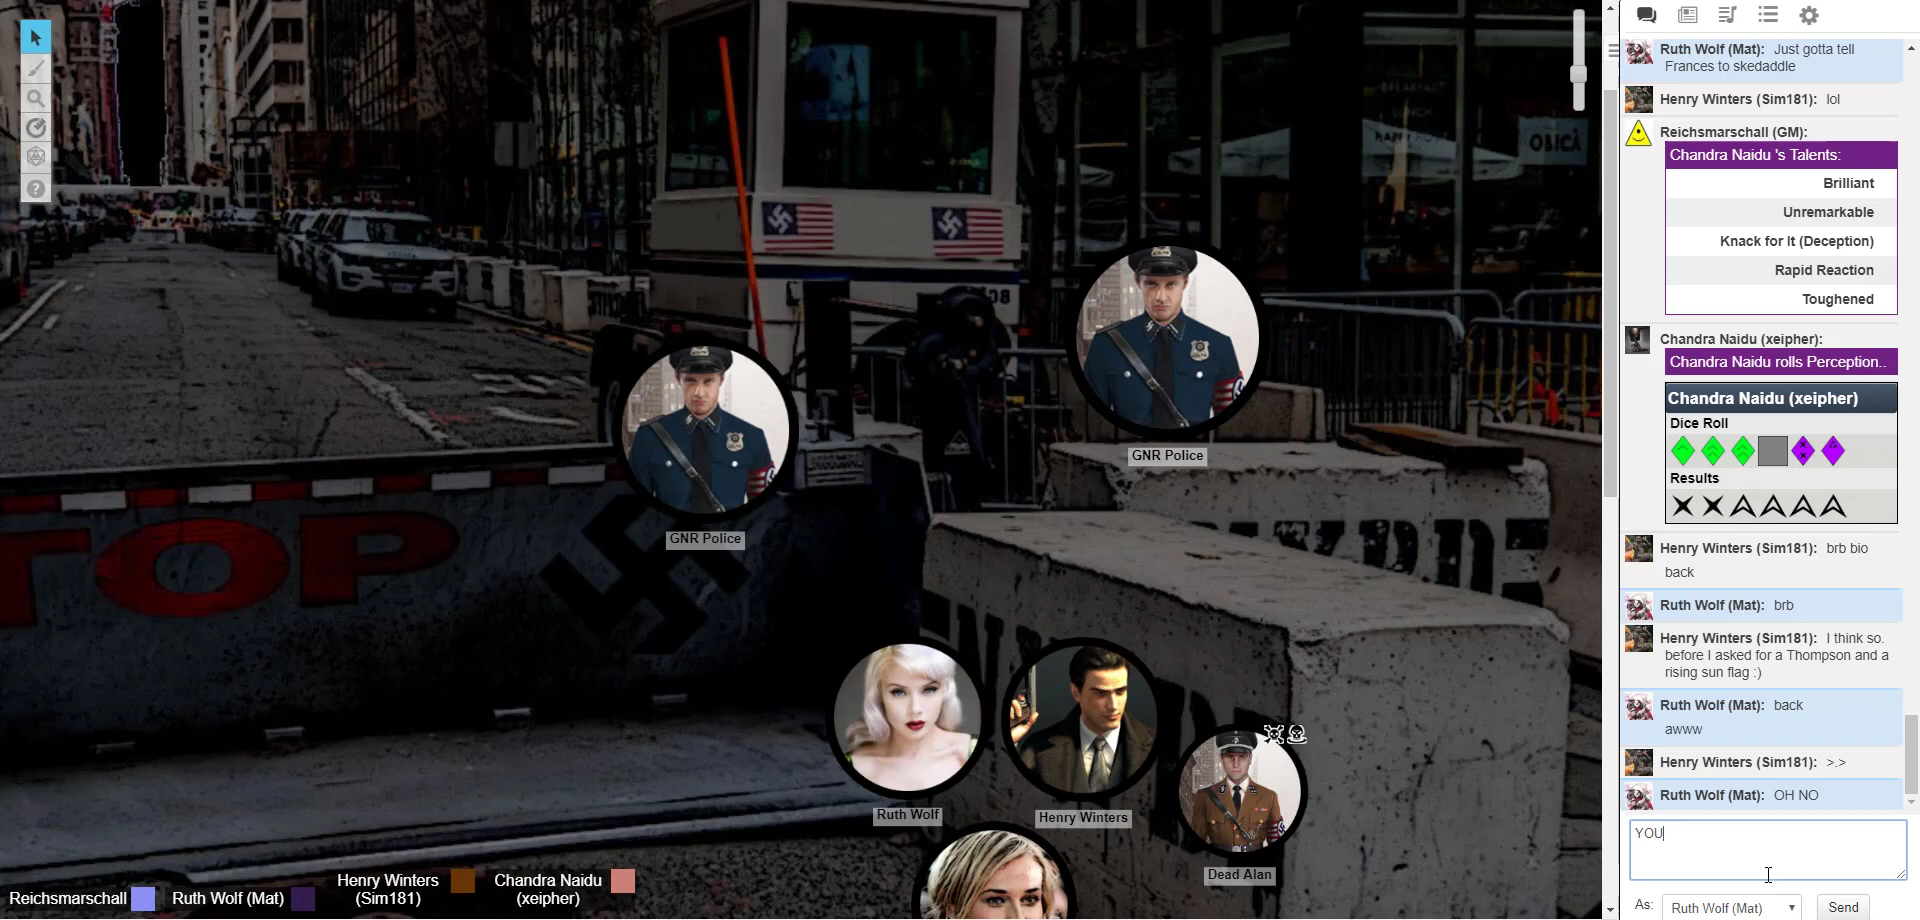 BREAKFAST
LUNCH
HAPPY HO
OBICÀ
TOP
GNR Police
GNR Police
Ruth Wolf
Henry Winters
Dead Alan
Reichsmarschall
Ruth Wolf (Mat)
Henry Winters
(Sim181)
Chandra Naidu
(xeipher)
Ruth Wolf (Mat): Just gotta tell
Frances to skedaddle
Henry Winters (Sim181): lol
Reichsmarschall (GM):
Chandra Naidu 's Talents:
Brilliant
Unremarkable
Knack for It (Deception)
Rapid Reaction
Toughened
Chandra Naidu (xeipher):
Chandra Naidu rolls Perception..
Chandra Naidu (xeipher)
Dice Roll
Results
Henry Winters (Sim181): brb bio
back
Ruth Wolf (Mat): brb
Henry Winters (Sim181): I think so.
before I asked for a Thompson and a
rising sun flag :)
Ruth Wolf (Mat): back
awww
Henry Winters (Sim181): >.>
Ruth Wolf (Mat): OH NO
YOU
As: Ruth Wolf (Mat) Send